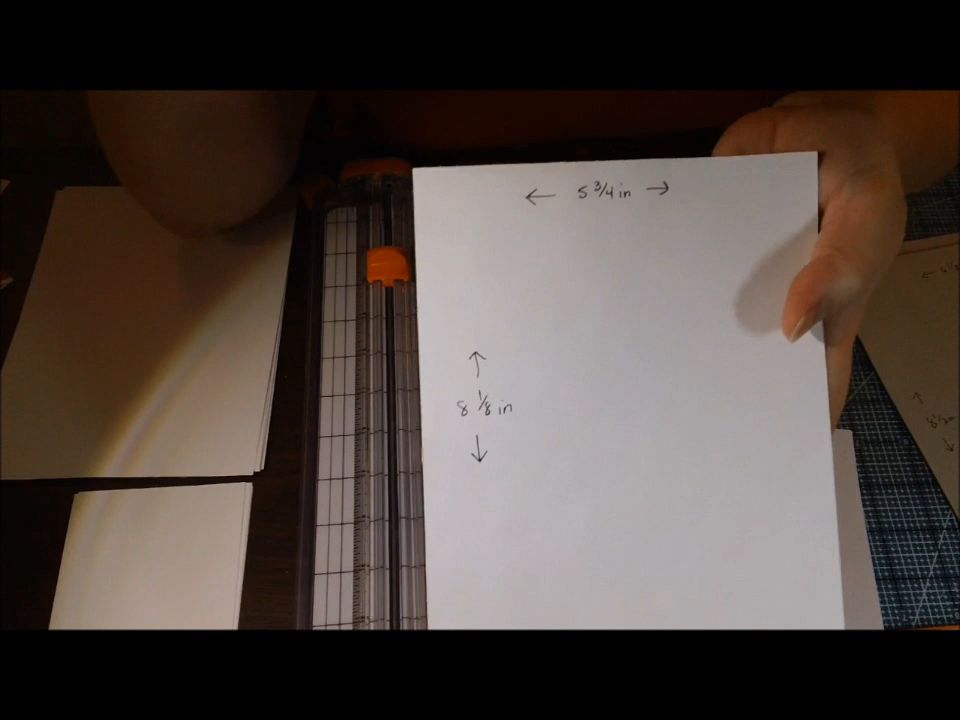 ← 5 3/4 in →
↑
8 1/8 in
↓